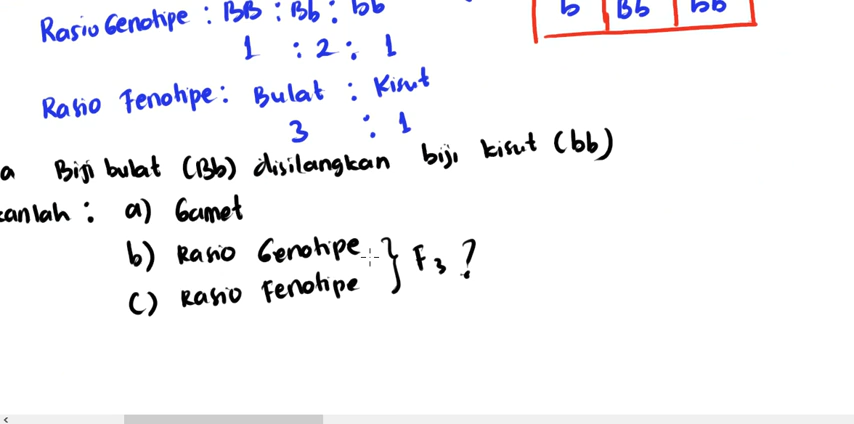 Rasio Genotipe : BB : Bb : bb
1 : 2 : 1
b Bb bb
Rasio Fenotipe : Bulat : Kisut
3 : 1
a Biji bulat (Bb) disilangkan biji kisut (bb)
kanlah : a) Gamet
b) Rasio Genotipe
c) Rasio Fenotipe } F3 ?